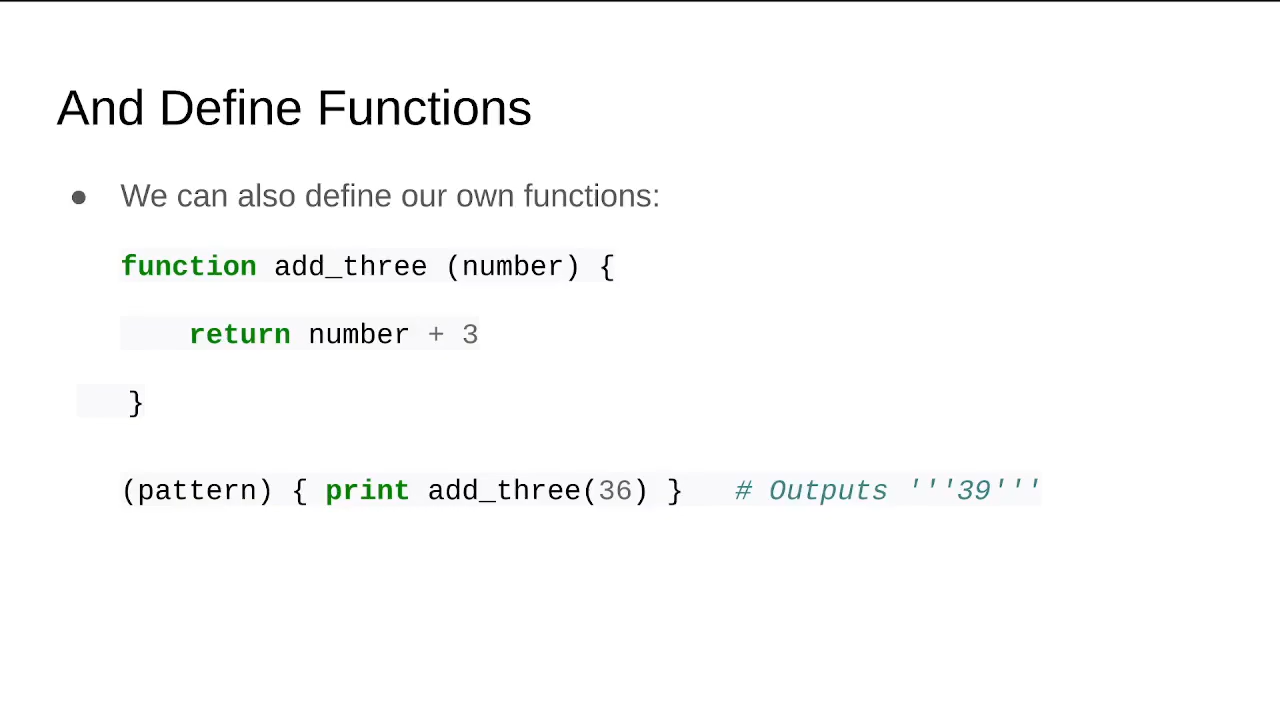 And Define Functions
● We can also define our own functions:
function add_three (number) {
    return number + 3
}
(pattern) { print add_three(36) }   # Outputs '''39'''